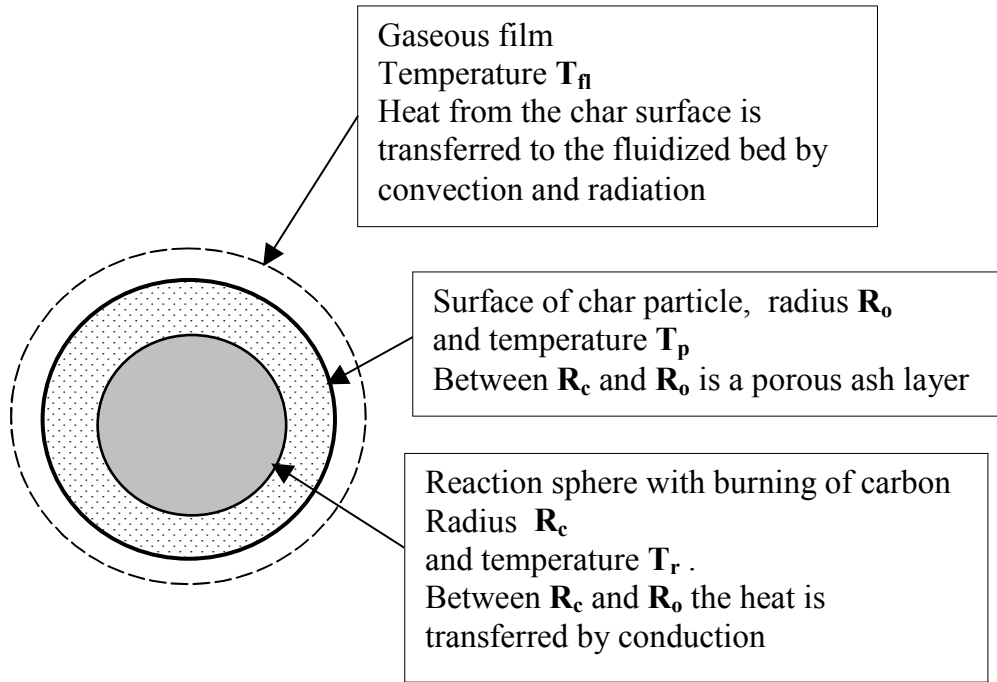 Gaseous film
Temperature T_fl
Heat from the char surface is
transferred to the fluidized bed by
convection and radiation
Surface of char particle,  radius R_o
and temperature T_p
Between R_c and R_o is a porous ash layer
Reaction sphere with burning of carbon
Radius  R_c
and temperature T_r .
Between R_c and R_o the heat is
transferred by conduction